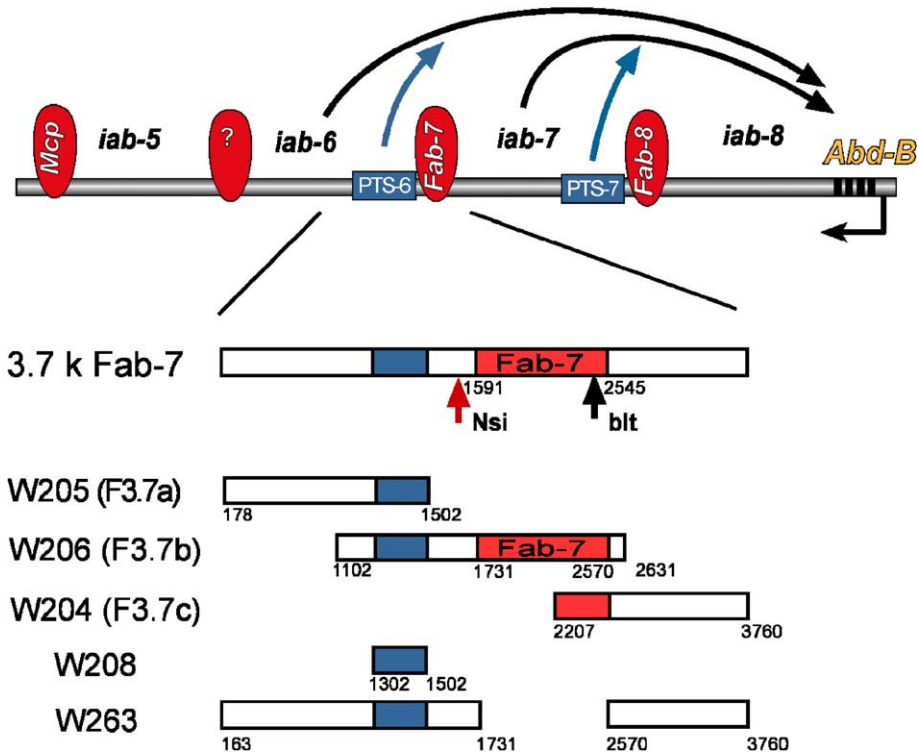 Mcp iab-5 ? iab-6 PTS-6 Fab-7 iab-7 PTS-7 Fab-8 iab-8 Abd-B
3.7 k Fab-7 Fab-7
1591 2545
Nsi blt
W205 (F3.7a)
178 1502
W206 (F3.7b) Fab-7
1102 1731 2570 2631
W204 (F3.7c)
2207 3760
W208
1302 1502
W263
163 1731 2570 3760